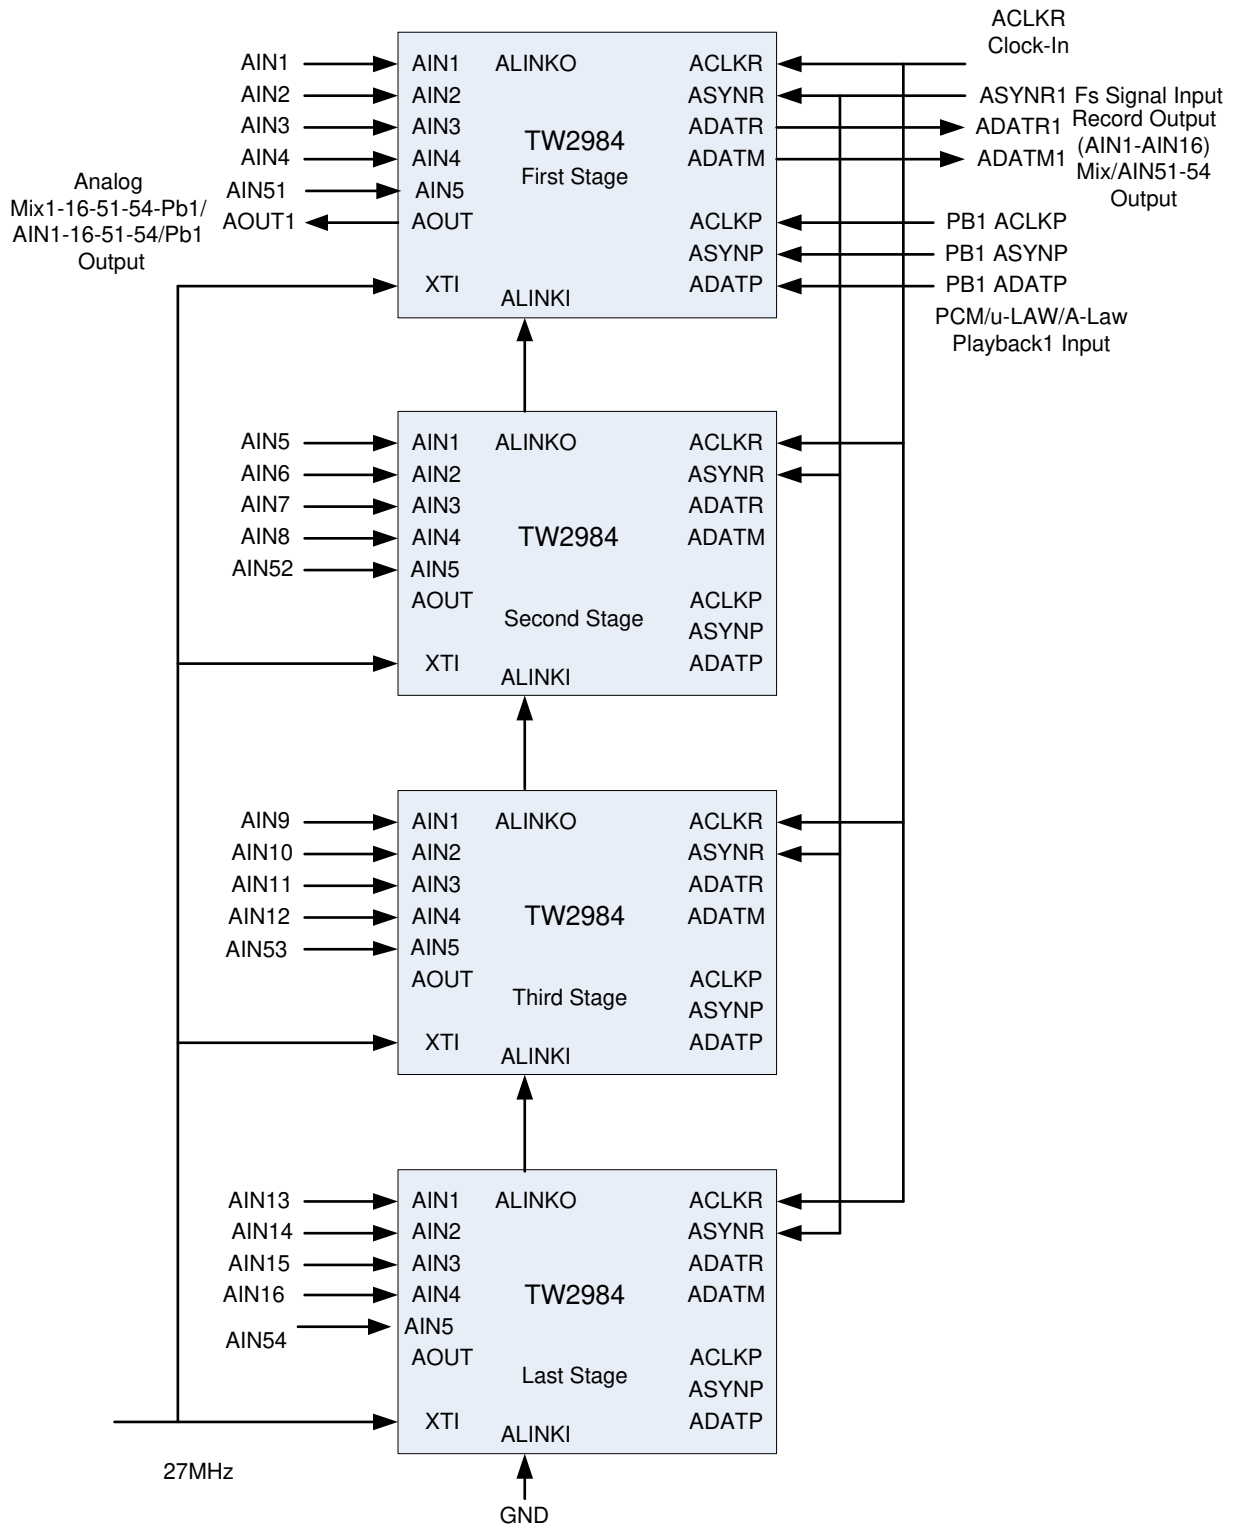 ACLKR
Clock-In
AIN1 AIN1 ALINKO ACLKR
AIN2 AIN2 ASYNR ASYNR1 Fs Signal Input
AIN3 AIN3 ADATR ADATR1 Record Output
(AIN1-AIN16)
TW2984
AIN4 AIN4 ADATM ADATM1 Mix/AIN51-54
Output
First Stage
Analog
Mix1-16-51-54-Pb1/
AIN1-16-51-54/Pb1
Output
AIN51 AIN5
AOUT1 AOUT ACLKP PB1 ACLKP
ASYNP PB1 ASYNP
XTI ADATP PB1 ADATP
ALINKI
PCM/u-LAW/A-Law
Playback1 Input
AIN5 AIN1 ALINKO ACLKR
AIN6 AIN2 ASYNR
AIN7 AIN3 ADATR
AIN8 AIN4 TW2984 ADATM
AIN52 AIN5
AOUT ACLKP
Second Stage
ASYNP
XTI ADATP
ALINKI
AIN9 AIN1 ALINKO ACLKR
AIN10 AIN2 ASYNR
AIN11 AIN3 ADATR
AIN12 AIN4 TW2984 ADATM
AIN53 AIN5
AOUT ACLKP
Third Stage
ASYNP
XTI ADATP
ALINKI
AIN13 AIN1 ALINKO ACLKR
AIN14 AIN2 ASYNR
AIN15 AIN3 ADATR
AIN16 AIN4 TW2984 ADATM
AIN54 AIN5
AOUT ACLKP
Last Stage
ASYNP
XTI ADATP
ALINKI
27MHz
GND